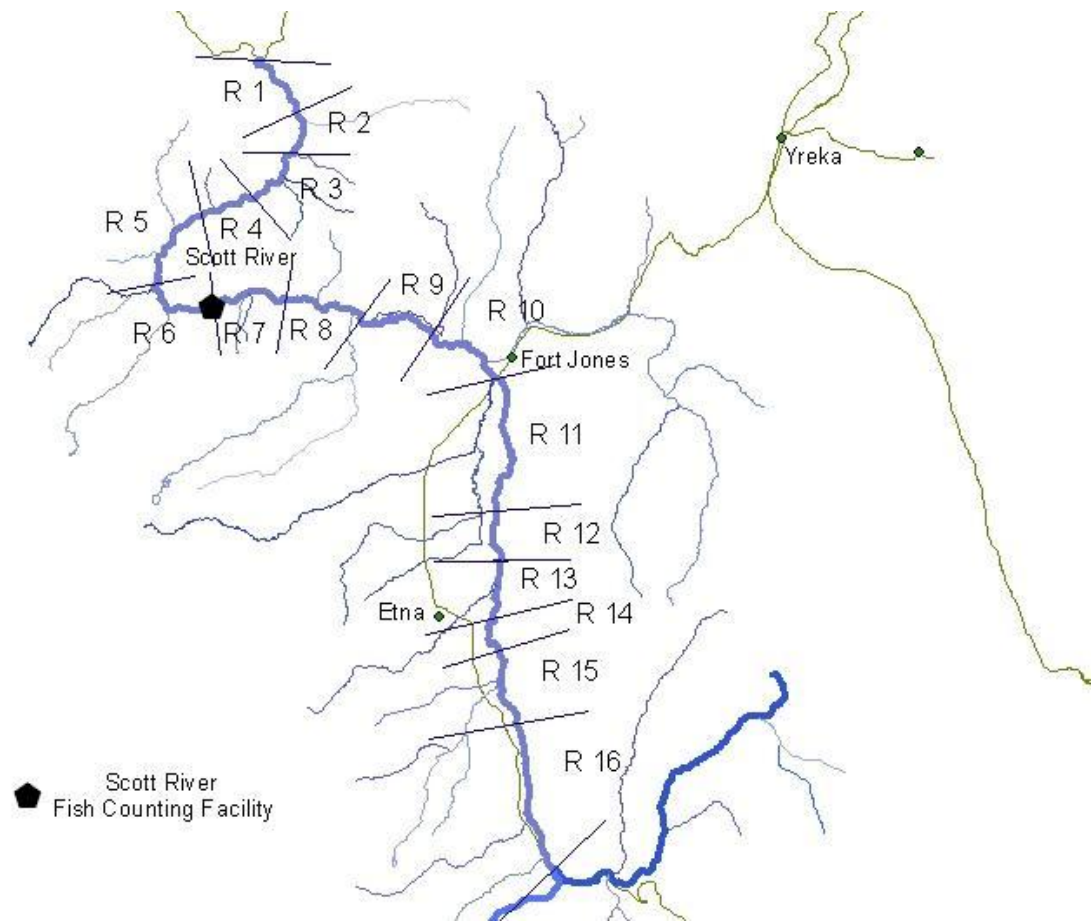 R 1
R 2
Yreka
R 3
R 5
R 4
Scott River
R 9
R 10
R 6
R 7
R 8
Fort Jones
R 11
R 12
R 13
Etna
R 14
R 15
R 16
Scott River
Fish Counting Facility